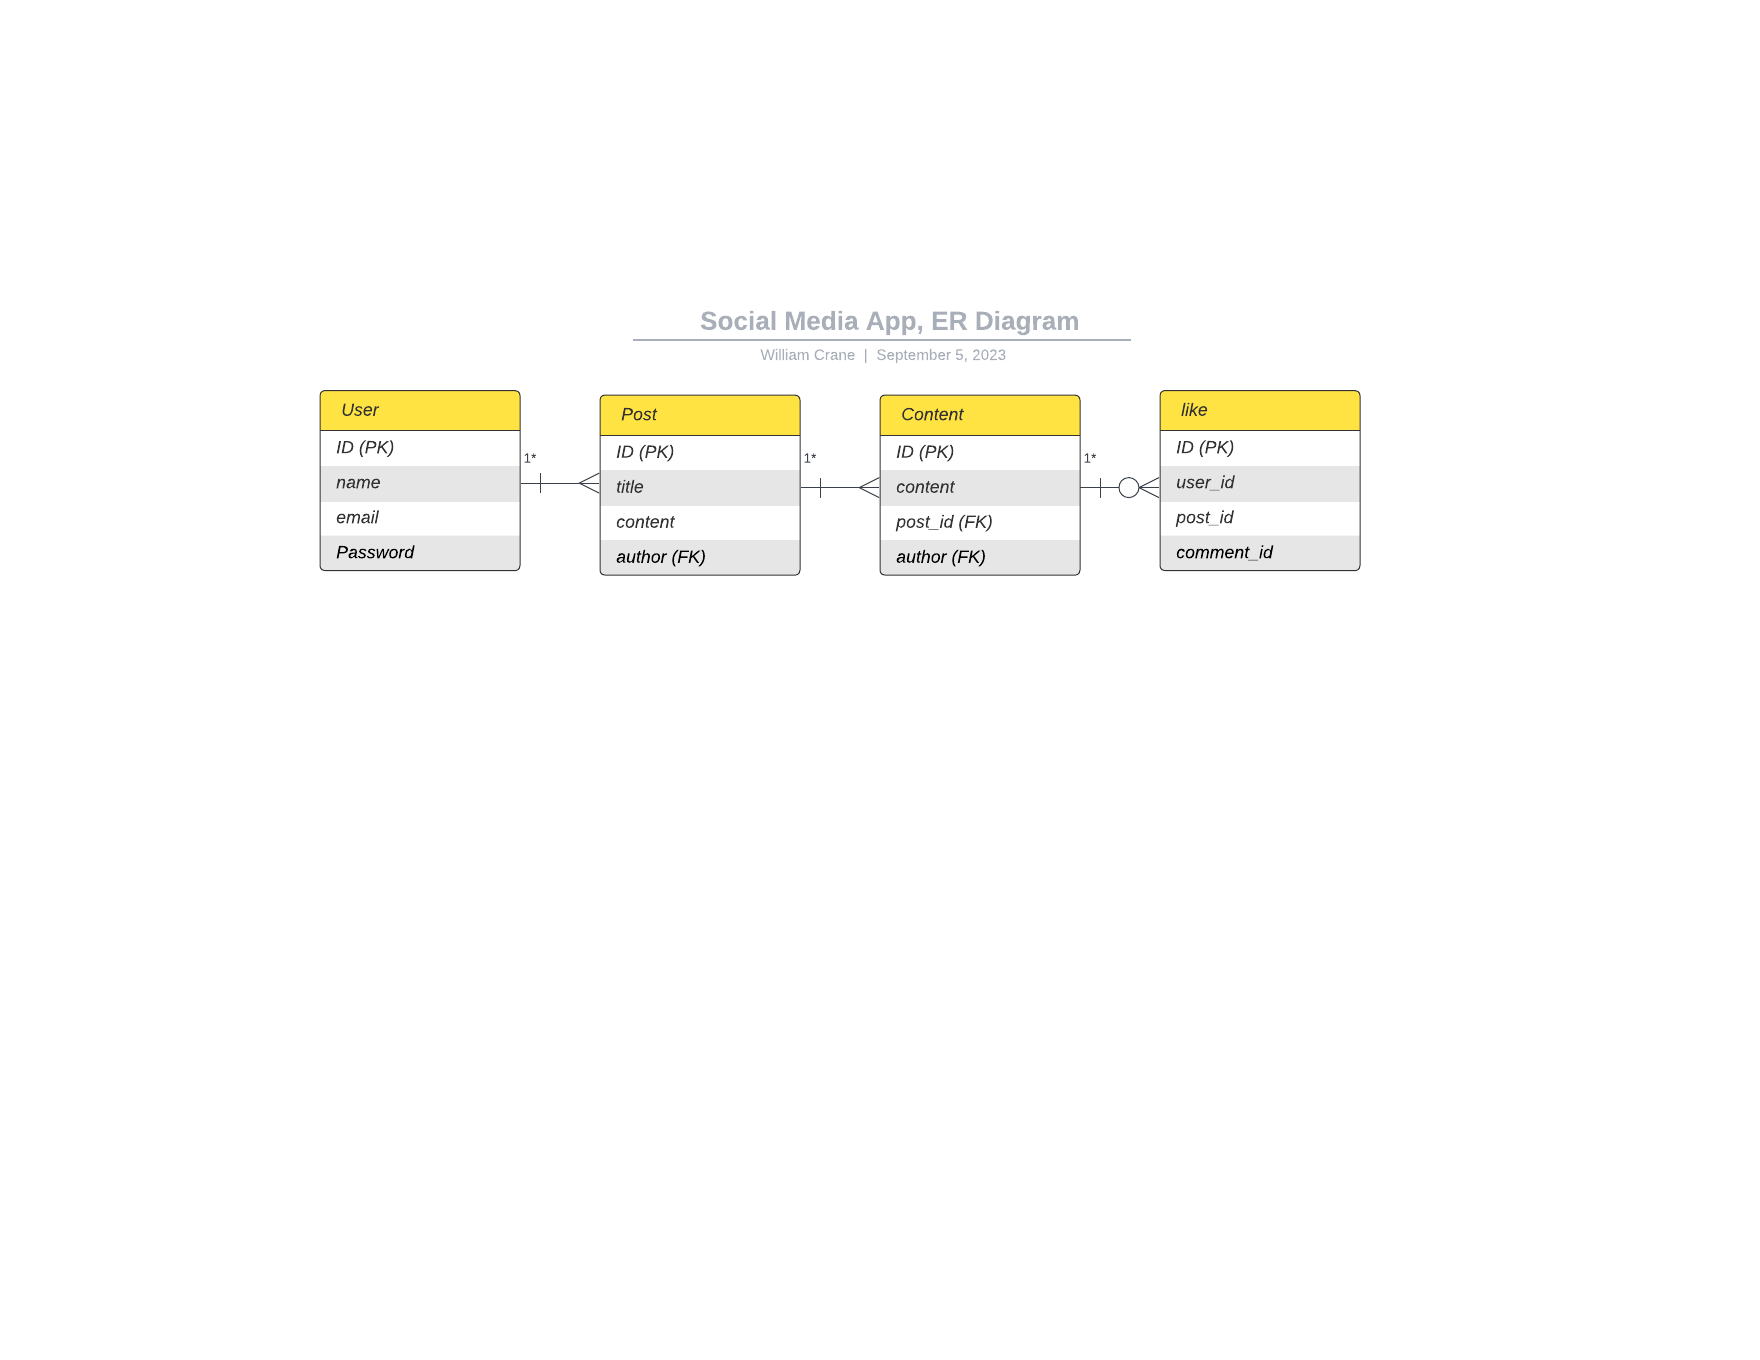 Social Media App, ER Diagram
William Crane | September 5, 2023
User
ID (PK)
name
email
Password
1*
Post
ID (PK)
title
content
author (FK)
1*
Content
ID (PK)
content
post_id (FK)
author (FK)
1*
like
ID (PK)
user_id
post_id
comment_id